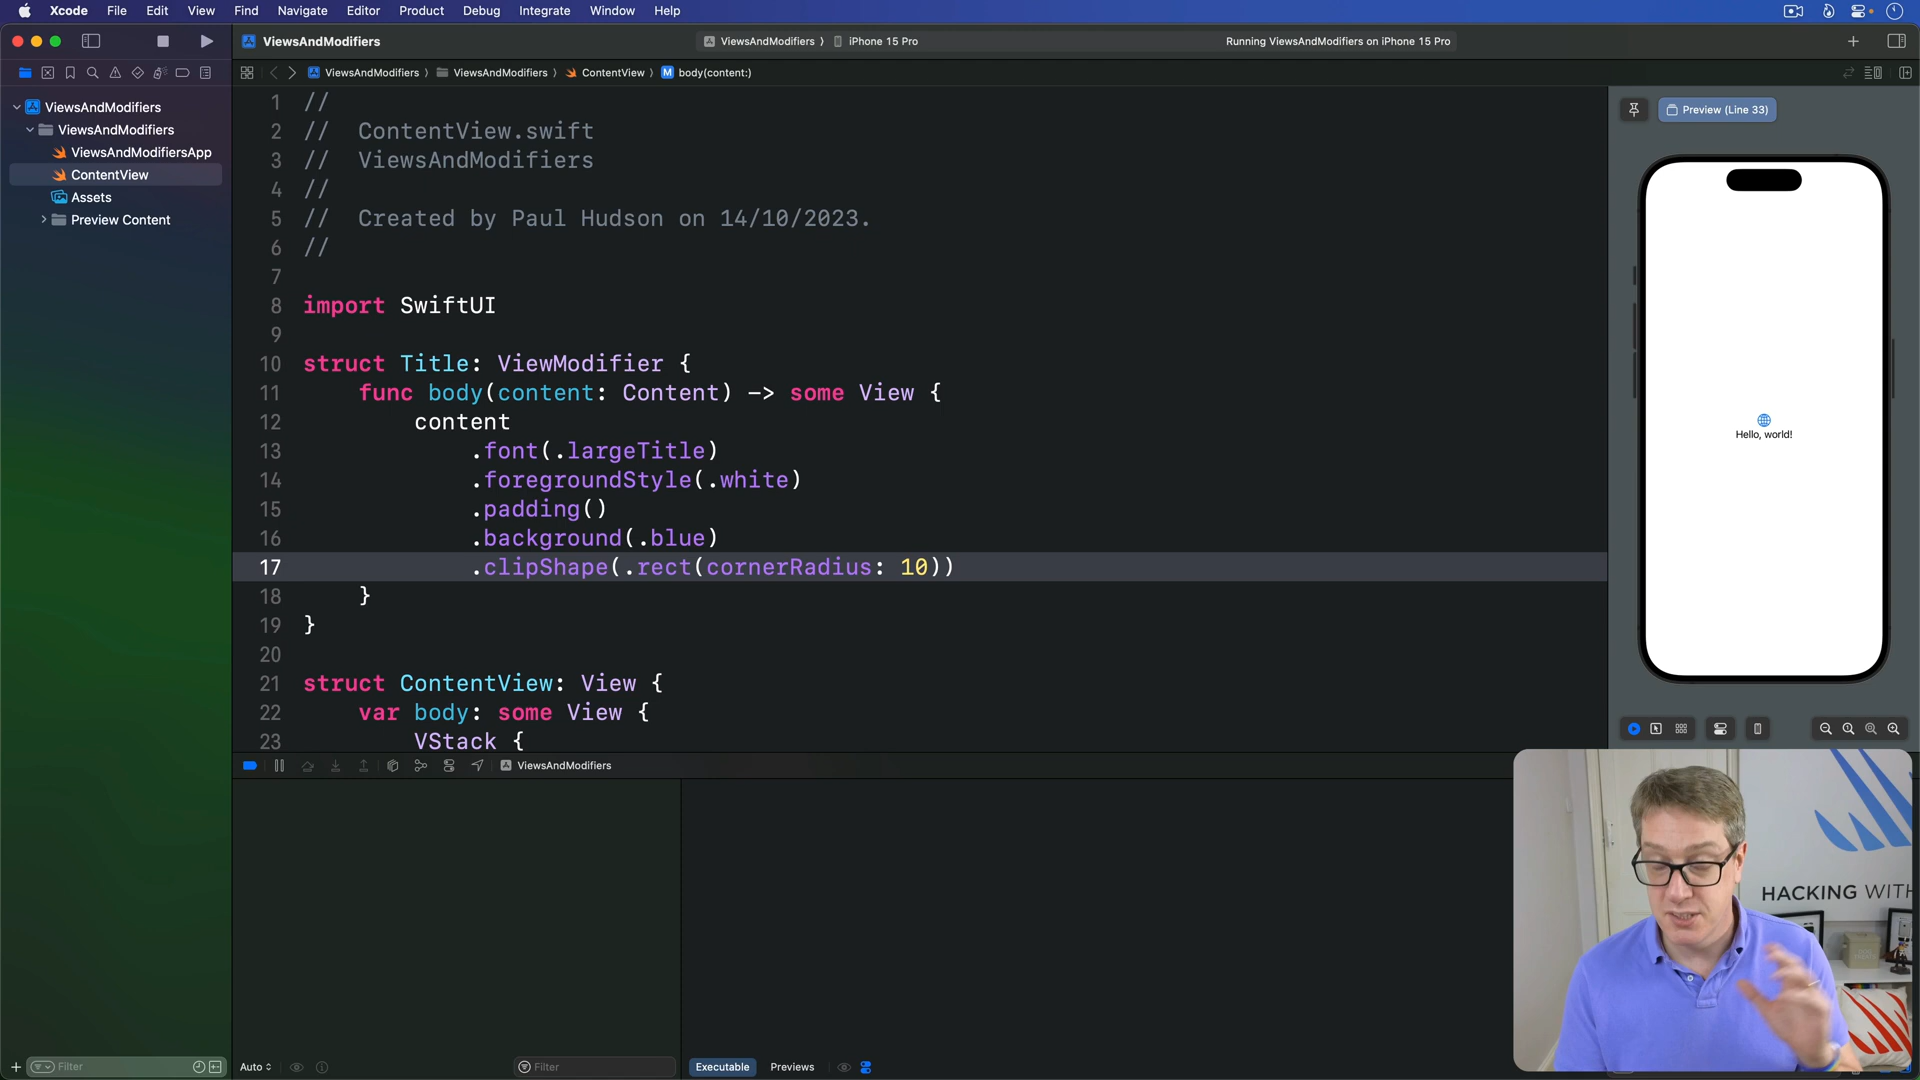 Xcode File Edit View Find Navigate Editor Product Debug Integrate Window Help
ViewsAndModifiers
ViewsAndModifiers 〉 iPhone 15 Pro
Running ViewsAndModifiers on iPhone 15 Pro
ViewsAndModifiers 〉 ViewsAndModifiers 〉 ContentView 〉 M body(content:)
ViewsAndModifiers
ViewsAndModifiers
ViewsAndModifiersApp
ContentView
Assets
Preview Content
1 //
2 //  ContentView.swift
3 //  ViewsAndModifiers
4 //
5 //  Created by Paul Hudson on 14/10/2023.
6 //
7
8 import SwiftUI
9
10 struct Title: ViewModifier {
11     func body(content: Content) -> some View {
12         content
13             .font(.largeTitle)
14             .foregroundStyle(.white)
15             .padding()
16             .background(.blue)
17             .clipShape(.rect(cornerRadius: 10))
18     }
19 }
20
21 struct ContentView: View {
22     var body: some View {
23         VStack {
Preview (Line 33)
Hello, world!
ViewsAndModifiers
HACKING WITH
Filter
Auto
Filter
Executable Previews